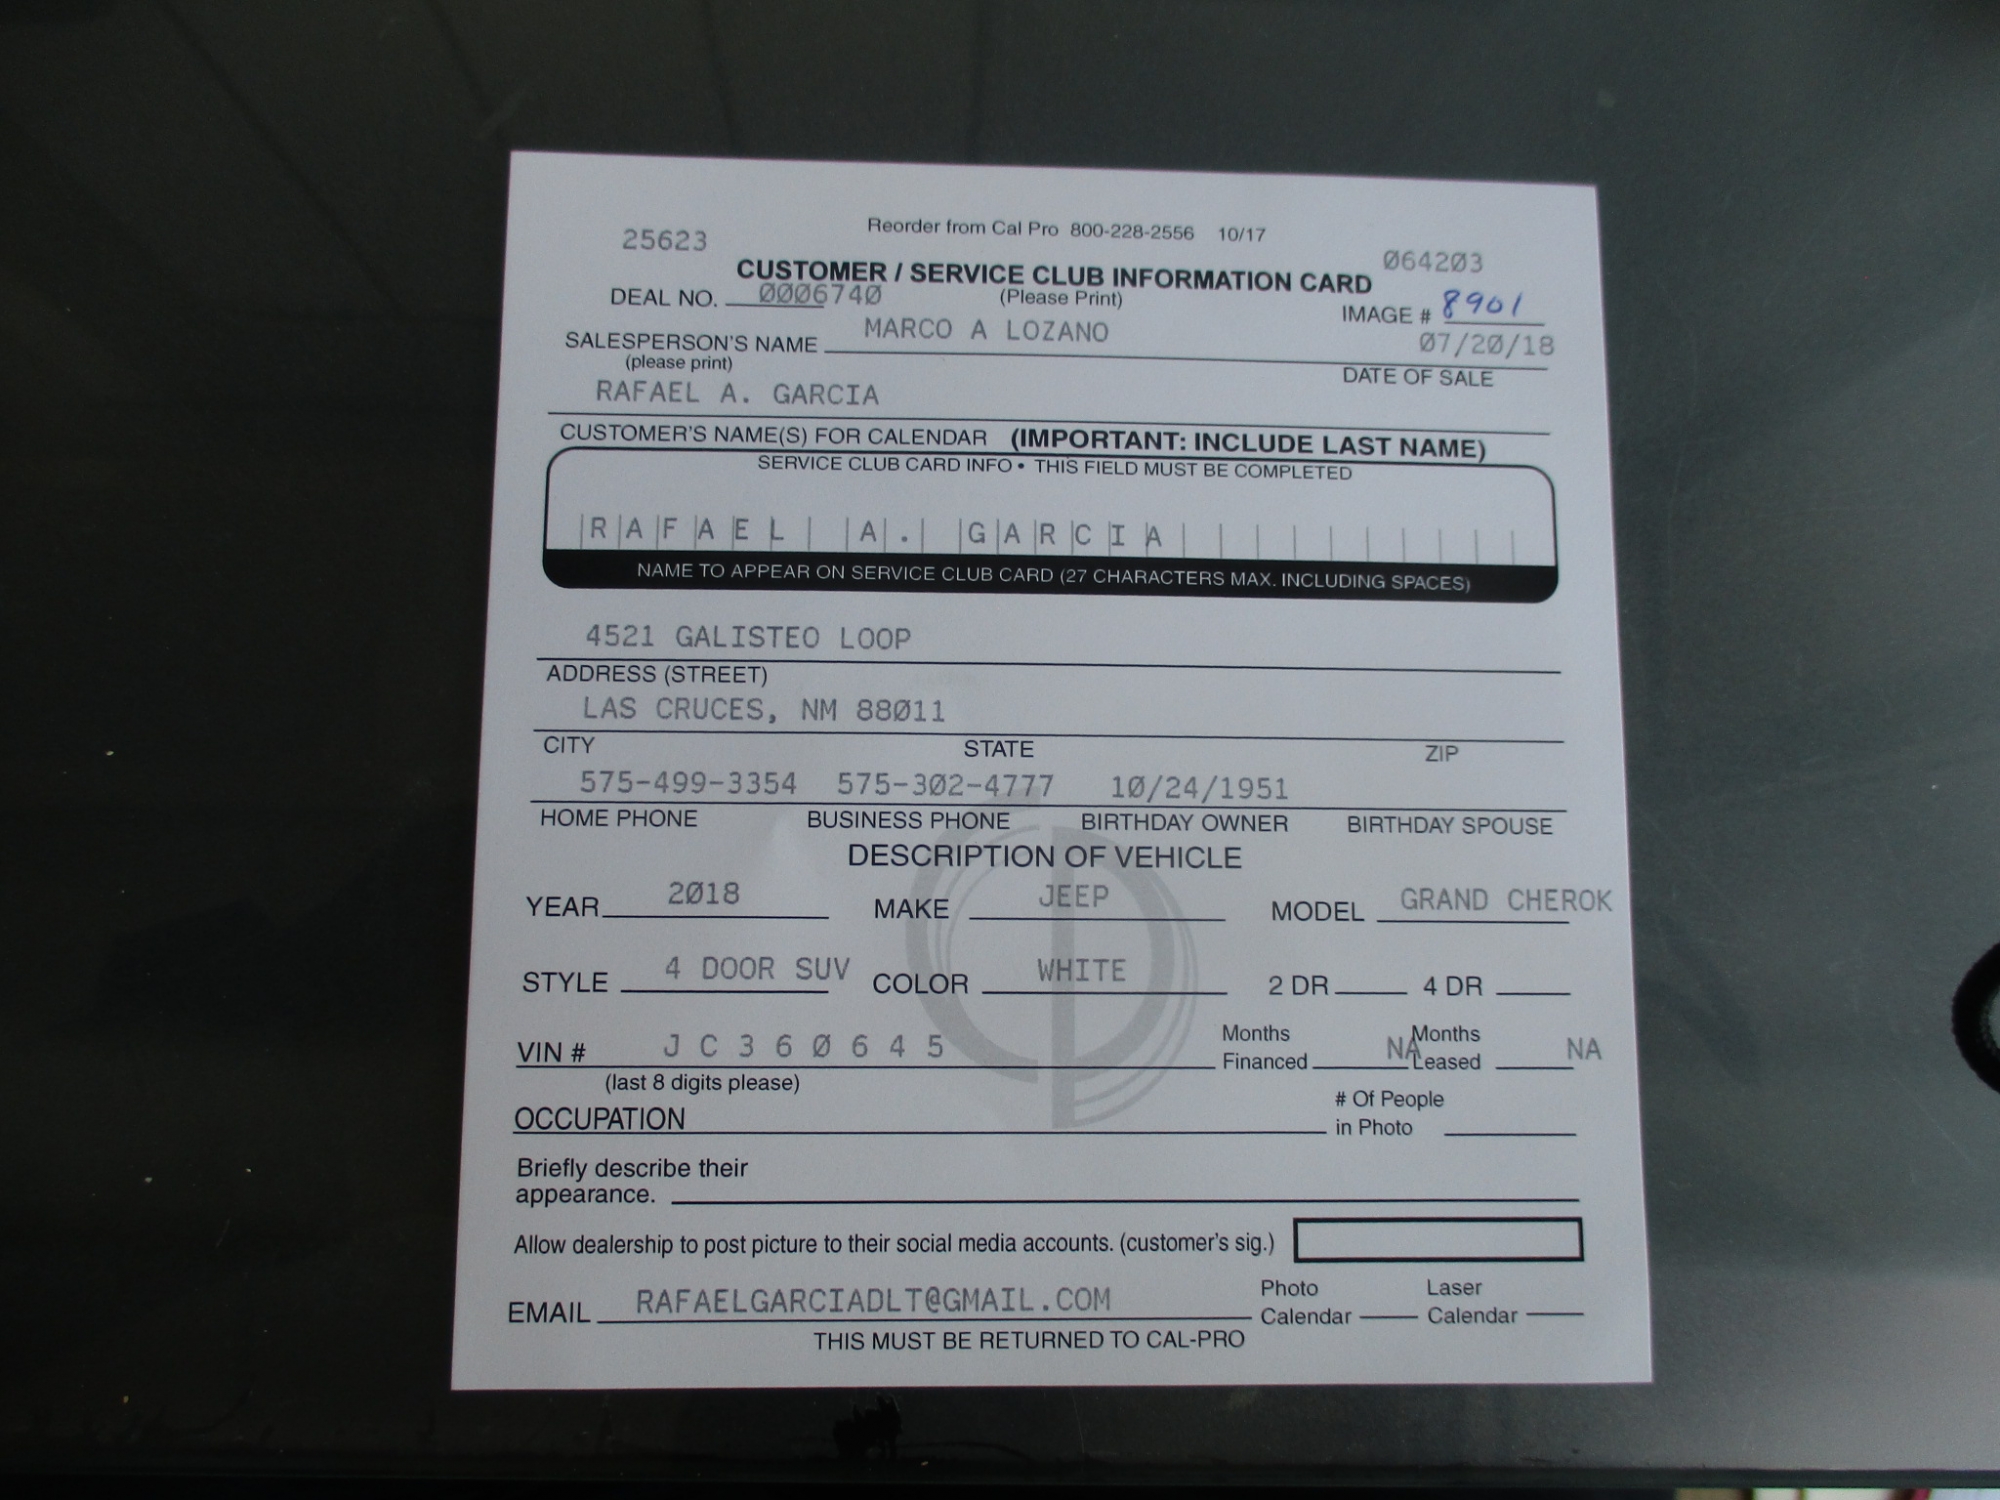 Reorder from Cal Pro 800-228-2556 10/17
25623
064203
CUSTOMER / SERVICE CLUB INFORMATION CARD
DEAL NO. 0006740 (Please Print) IMAGE # 8901
SALESPERSON'S NAME MARCO A LOZANO 07/20/18
(please print) DATE OF SALE
RAFAEL A. GARCIA
CUSTOMER'S NAME(S) FOR CALENDAR (IMPORTANT: INCLUDE LAST NAME)
SERVICE CLUB CARD INFO • THIS FIELD MUST BE COMPLETED
RAFAEL A. GARCIA
NAME TO APPEAR ON SERVICE CLUB CARD (27 CHARACTERS MAX. INCLUDING SPACES)
4521 GALISTEO LOOP
ADDRESS (STREET)
LAS CRUCES, NM 88011
CITY STATE ZIP
575-499-3354 575-302-4777 10/24/1951
HOME PHONE BUSINESS PHONE BIRTHDAY OWNER BIRTHDAY SPOUSE
DESCRIPTION OF VEHICLE
YEAR 2018 MAKE JEEP MODEL GRAND CHEROK
STYLE 4 DOOR SUV COLOR WHITE 2 DR 4 DR
VIN # J C 3 6 0 6 4 5 Months Financed NA Months Leased NA
(last 8 digits please)
OCCUPATION # Of People in Photo
Briefly describe their
appearance.
Allow dealership to post picture to their social media accounts. (customer's sig.)
EMAIL RAFAELGARCIADLT@GMAIL.COM Photo Calendar Laser Calendar
THIS MUST BE RETURNED TO CAL-PRO